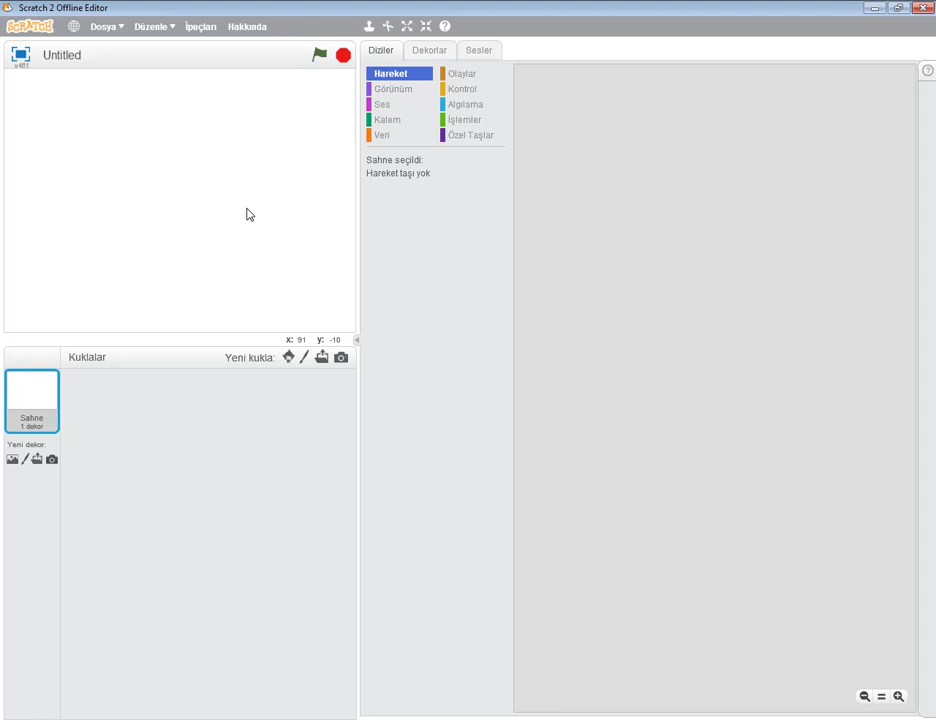 Scratch 2 Offline Editor
SCRATCH Dosya Düzenle İpuçları Hakkında
Untitled
v461
Diziler Dekorlar Sesler
Hareket Olaylar
Görünüm Kontrol
Ses Algılama
Kalem İşlemler
Veri Özel Taşlar
Sahne seçildi:
Hareket taşı yok
x: 91 y: -10
Kuklalar Yeni kukla:
Sahne
1 dekor
Yeni dekor: